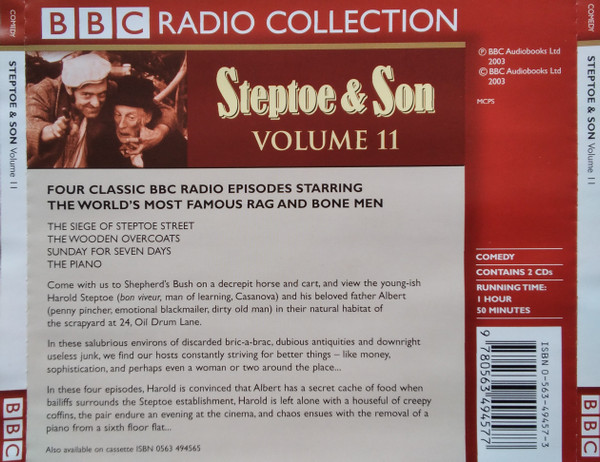 BBC RADIO COLLECTION
COMEDY
STEPTOE & SON Volume 11
BBC
Steptoe & Son
VOLUME 11
℗ BBC Audiobooks Ltd
2003
© BBC Audiobooks Ltd
2003
MCPS
FOUR CLASSIC BBC RADIO EPISODES STARRING
THE WORLD'S MOST FAMOUS RAG AND BONE MEN
THE SIEGE OF STEPTOE STREET
THE WOODEN OVERCOATS
SUNDAY FOR SEVEN DAYS
THE PIANO
Come with us to Shepherd's Bush on a decrepit horse and cart, and view the young-ish
Harold Steptoe (bon viveur, man of learning, Casanova) and his beloved father Albert
(penny pincher, emotional blackmailer, dirty old man) in their natural habitat of
the scrapyard at 24, Oil Drum Lane.
In these salubrious environs of discarded bric-a-brac, dubious antiquities and downright
useless junk, we find our hosts constantly striving for better things – like money,
sophistication, and perhaps even a woman or two around the place...
In these four episodes, Harold is convinced that Albert has a secret cache of food when
bailiffs surrounds the Steptoe establishment, Harold is left alone with a houseful of creepy
coffins, the pair endure an evening at the cinema, and chaos ensues with the removal of a
piano from a sixth floor flat...
Also available on cassette ISBN 0563 494565
COMEDY
CONTAINS 2 CDs
RUNNING TIME:
1 HOUR
50 MINUTES
ISBN 0-563-49457-3
9 780563 494577
COMEDY
STEPTOE & SON Volume 11
BBC